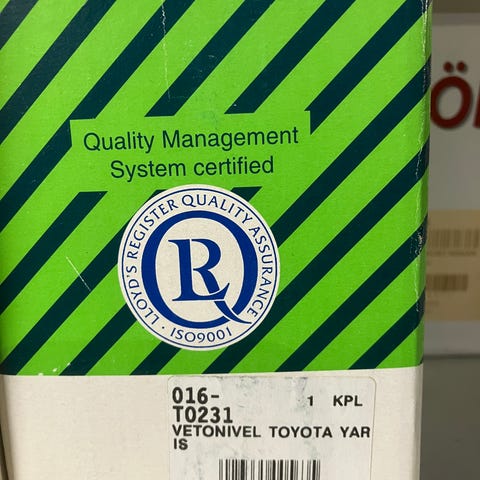 Quality Management
System certified
LLOYD'S REGISTER QUALITY ASSURANCE
LRQ
· ISO9001 ·
016-
T0231
1 KPL
VETONIVEL TOYOTA YAR
IS